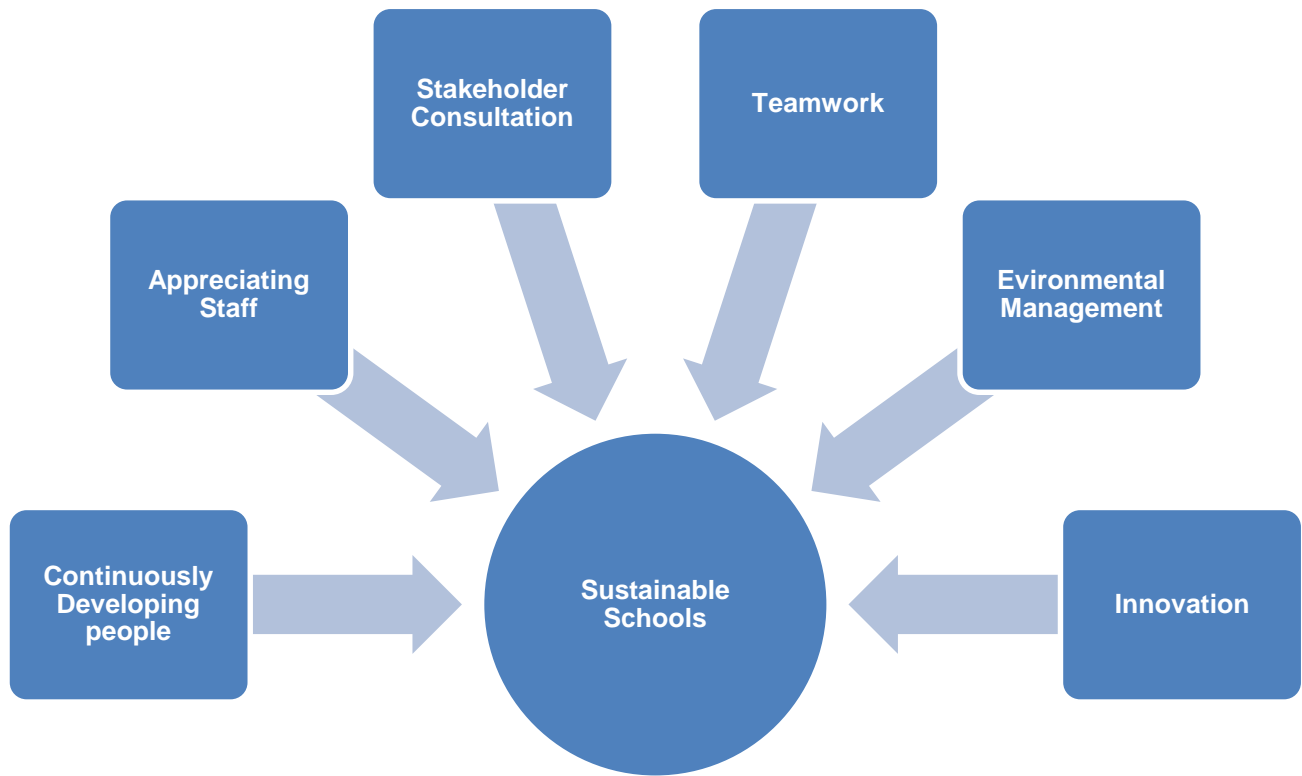 Stakeholder
Consultation
Teamwork
Appreciating
Staff
Evironmental
Management
Continuously
Developing
people
Sustainable
Schools
Innovation